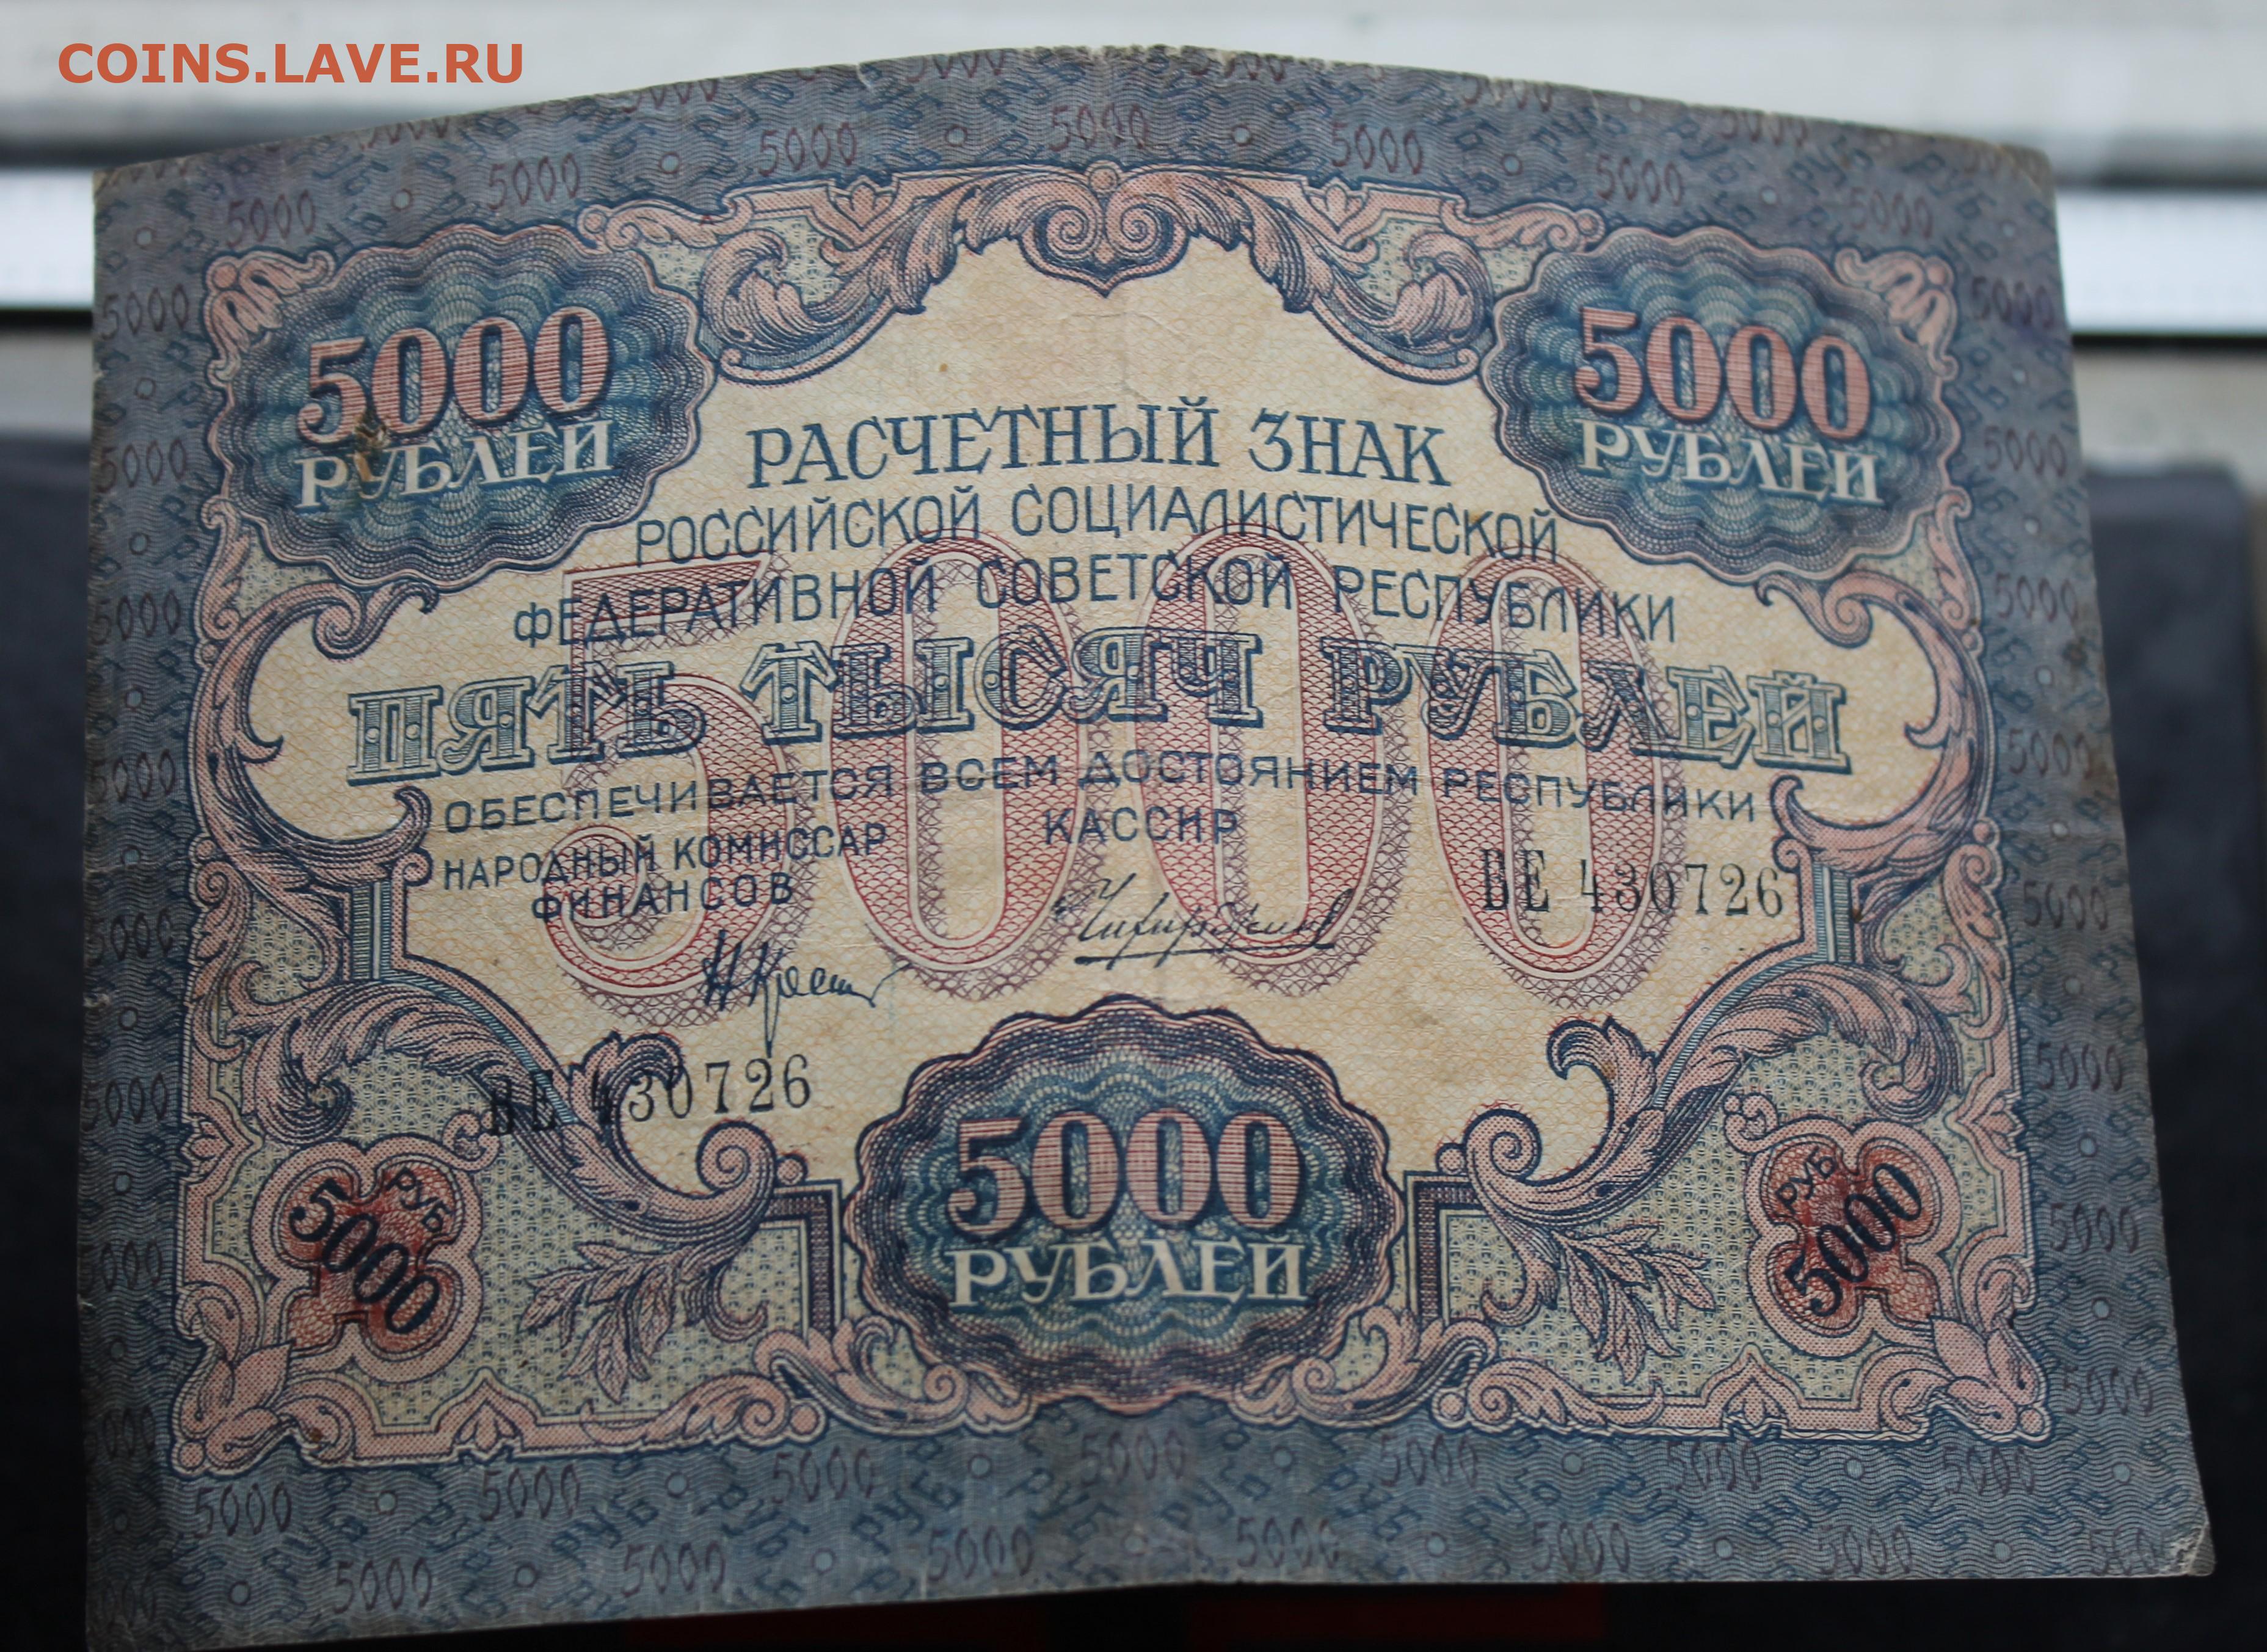 COINS.LAVE.RU
5000
РУБЛЕЙ
5000
РУБЛЕЙ
РАСЧЕТНЫЙ ЗНАК
РОССИЙСКОЙ СОЦИАЛИСТИЧЕСКОЙ
ФЕДЕРАТИВНОЙ СОВЕТСКОЙ РЕСПУБЛИКИ
5000
ПЯТЬ ТЫСЯЧ РУБЛЕЙ
ОБЕСПЕЧИВАЕТСЯ ВСЕМ ДОСТОЯНИЕМ РЕСПУБЛИКИ
НАРОДНЫЙ КОМИССАР
ФИНАНСОВ
КАССИР
ВЕ 430726
ВЕ 430726
5000
РУБЛЕЙ
РУБ
5000
РУБ
5000